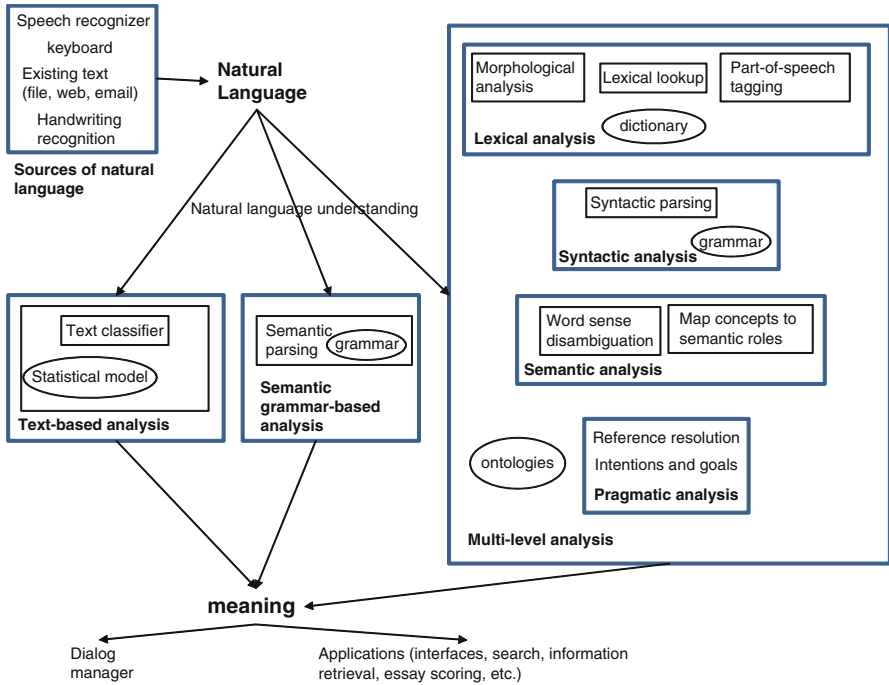 Speech recognizer
keyboard
Existing text
(file, web, email)
Handwriting
recognition
Sources of natural
language
Natural
Language
Natural language understanding
Morphological
analysis
Lexical lookup
Part-of-speech
tagging
dictionary
Lexical analysis
Syntactic parsing
grammar
Syntactic analysis
Word sense
disambiguation
Map concepts to
semantic roles
Semantic analysis
ontologies
Reference resolution
Intentions and goals
Pragmatic analysis
Multi-level analysis
Text classifier
Statistical model
Text-based analysis
Semantic
parsing
grammar
Semantic
grammar-based
analysis
meaning
Dialog
manager
Applications (interfaces, search, information
retrieval, essay scoring, etc.)